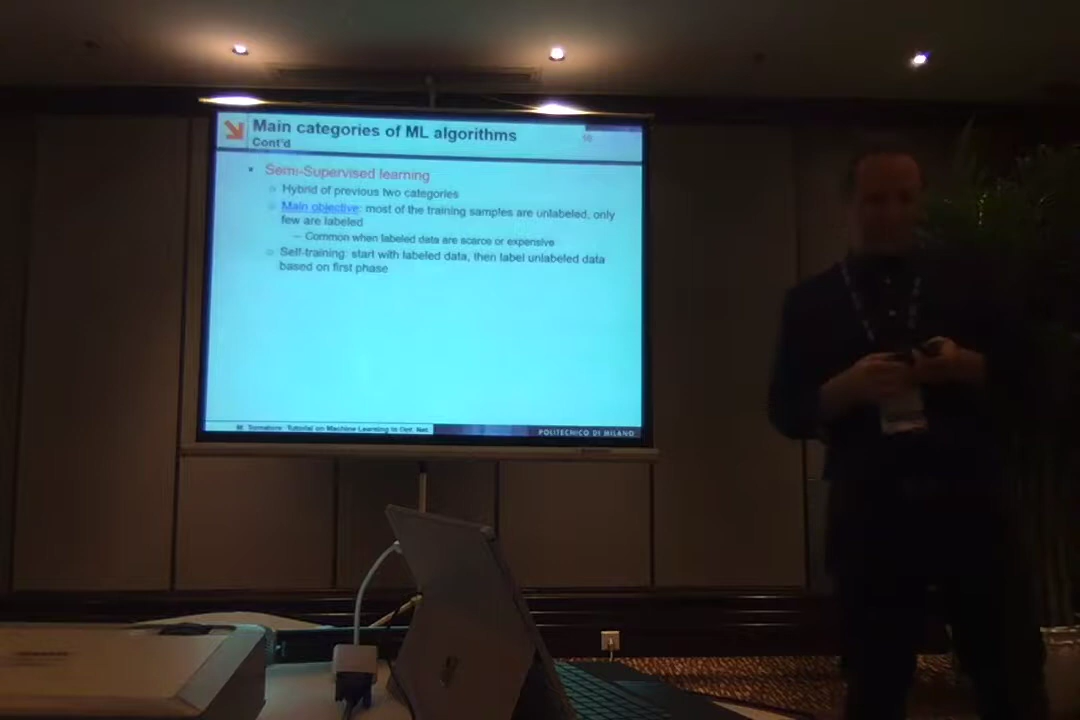 Main categories of ML algorithms
Cont'd
Semi-Supervised learning
Hybrid of previous two categories
Main objective: most of the training samples are unlabeled, only
few are labeled
– Common when labeled data are scarce or expensive
Self-training: start with labeled data, then label unlabeled data
based on first phase
M. Tornatore: Tutorial on Machine Learning in Opt. Net.
POLITECNICO DI MILANO